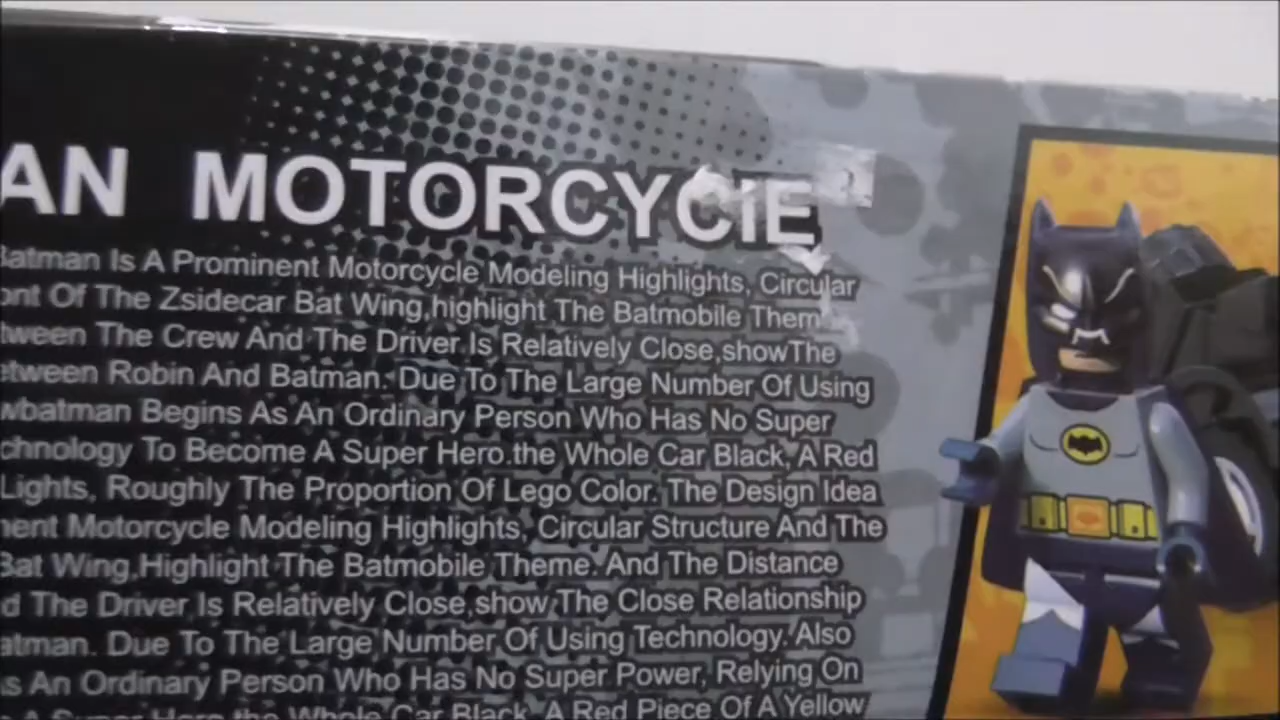 AN MOTORCYCLE
Batman Is A Prominent Motorcycle Modeling Highlights, Circular
ont Of The Zsidecar Bat Wing,highlight The Batmobile Them
tween The Crew And The Driver Is Relatively Close,showThe
etween Robin And Batman. Due To The Large Number Of Using
wbatman Begins As An Ordinary Person Who Has No Super
chnology To Become A Super Hero.the Whole Car Black, A Red
Lights, Roughly The Proportion Of Lego Color. The Design Idea
nent Motorcycle Modeling Highlights, Circular Structure And The
Bat Wing,Highlight The Batmobile Theme. And The Distance
d The Driver Is Relatively Close,show The Close Relationship
atman. Due To The Large Number Of Using Technology. Also
s An Ordinary Person Who Has No Super Power, Relying On
A Super Hero.the Whole Car Black, A Red Piece Of A Yellow